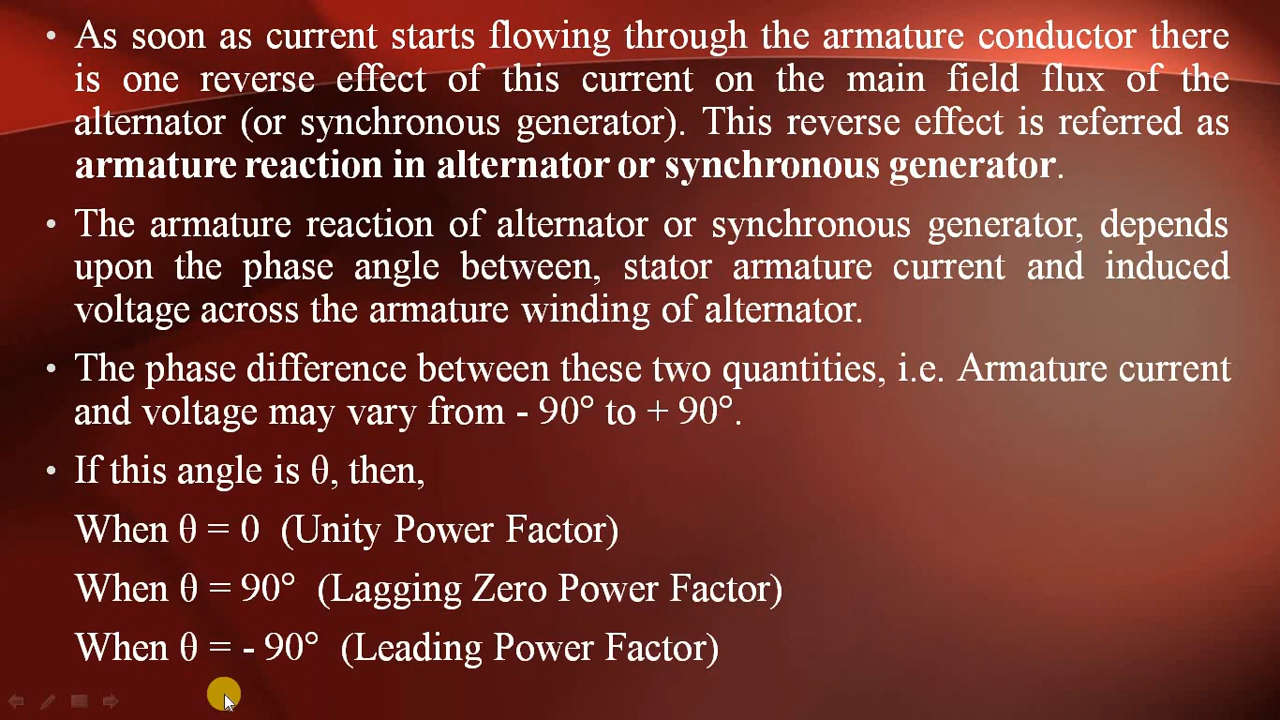 • As soon as current starts flowing through the armature conductor there
is one reverse effect of this current on the main field flux of the
alternator (or synchronous generator). This reverse effect is referred as
armature reaction in alternator or synchronous generator.
• The armature reaction of alternator or synchronous generator, depends
upon the phase angle between, stator armature current and induced
voltage across the armature winding of alternator.
• The phase difference between these two quantities, i.e. Armature current
and voltage may vary from - 90° to + 90°.
• If this angle is θ, then,
When θ = 0 (Unity Power Factor)
When θ = 90° (Lagging Zero Power Factor)
When θ = - 90° (Leading Power Factor)